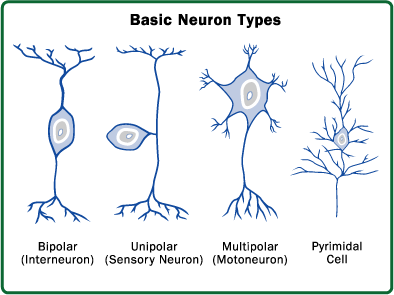 Basic Neuron Types
Bipolar
(Interneuron)
Unipolar
(Sensory Neuron)
Multipolar
(Motoneuron)
Pyrimidal
Cell